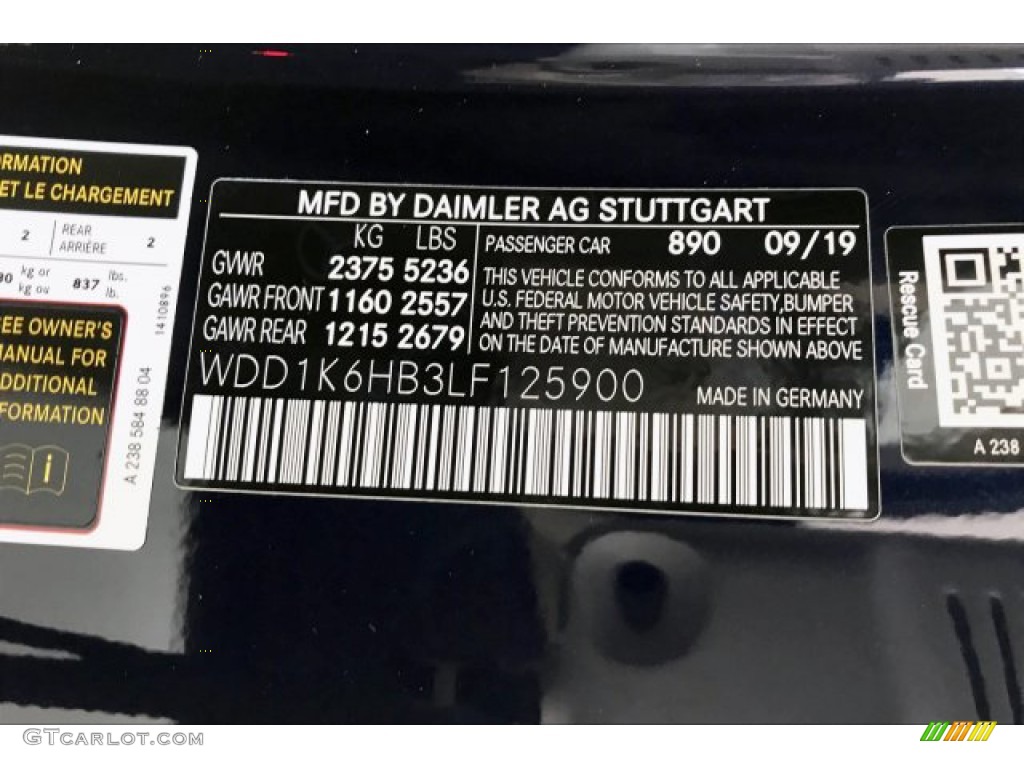 RMATION
ET LE CHARGEMENT
2 REAR ARRIÈRE 2
kg or kg ou 837 lbs. lb.
EE OWNER'S
MANUAL FOR
DDITIONAL
FORMATION
i
1410896
A 238 584 88 04
MFD BY DAIMLER AG STUTTGART
KG LBS
GVWR 2375 5236
GAWR FRONT 1160 2557
GAWR REAR 1215 2679
PASSENGER CAR 890 09/19
THIS VEHICLE CONFORMS TO ALL APPLICABLE
U.S. FEDERAL MOTOR VEHICLE SAFETY,BUMPER
AND THEFT PREVENTION STANDARDS IN EFFECT
ON THE DATE OF MANUFACTURE SHOWN ABOVE
WDD1K6HB3LF125900
MADE IN GERMANY
Rescue Card
A 238
GTCARLOT.COM